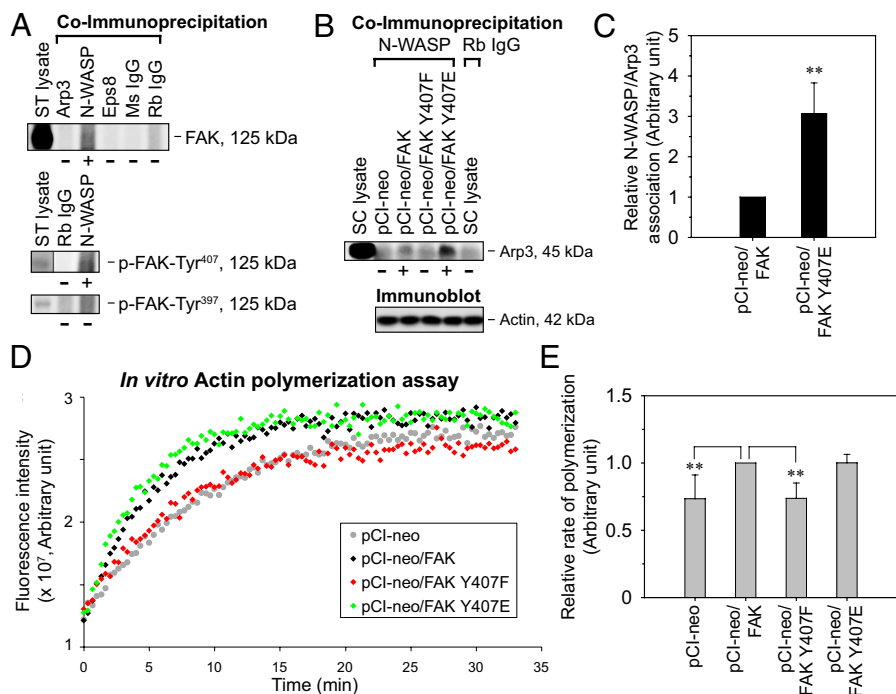 A
Co-Immunoprecipitation
ST lysate
Arp3
N-WASP
Eps8
Ms IgG
Rb IgG
FAK, 125 kDa
− + − − −
ST lysate
Rb IgG
N-WASP
p-FAK-Tyr407, 125 kDa
− +
p-FAK-Tyr397, 125 kDa
− −
B
Co-Immunoprecipitation
N-WASP
Rb IgG
SC lysate
pCI-neo
pCI-neo/FAK
pCI-neo/FAK Y407F
pCI-neo/FAK Y407E
SC lysate
Arp3, 45 kDa
− + − + −
Immunoblot
Actin, 42 kDa
C
Relative N-WASP/Arp3
association (Arbitrary unit)
5
4
3
2
1
0
**
pCI-neo/
FAK
pCI-neo/
FAK Y407E
D
In vitro Actin polymerization assay
Fluorescence intensity
(x 10⁷, Arbitrary unit)
3
2
1
pCI-neo
pCI-neo/FAK
pCI-neo/FAK Y407F
pCI-neo/FAK Y407E
0 5 10 15 20 25 30 35
Time (min)
E
Relative rate of polymerization
(Arbitrary unit)
1.5
1.0
0.5
0
**
**
pCI-neo
pCI-neo/
FAK
pCI-neo/
FAK Y407F
pCI-neo/
FAK Y407E